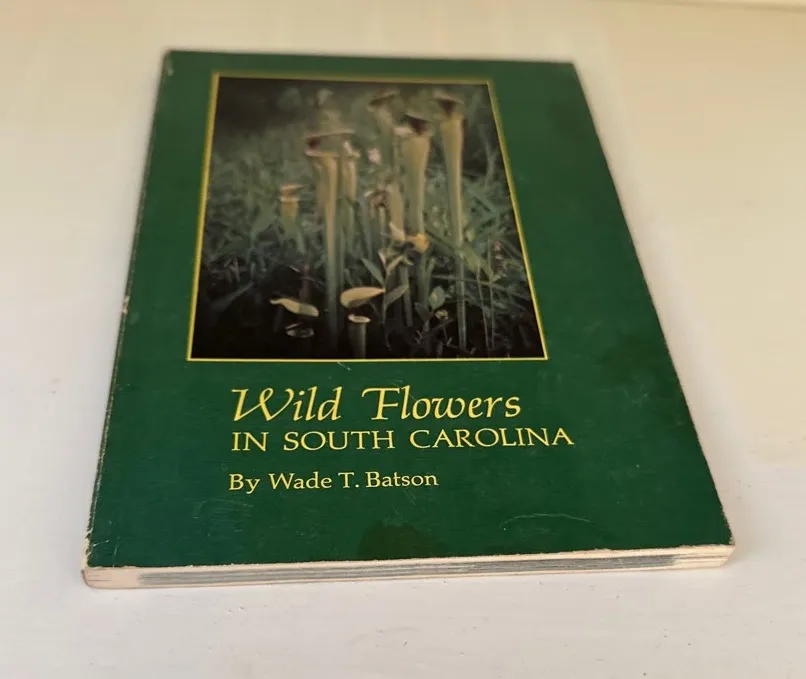 Wild Flowers
IN SOUTH CAROLINA
By Wade T. Batson